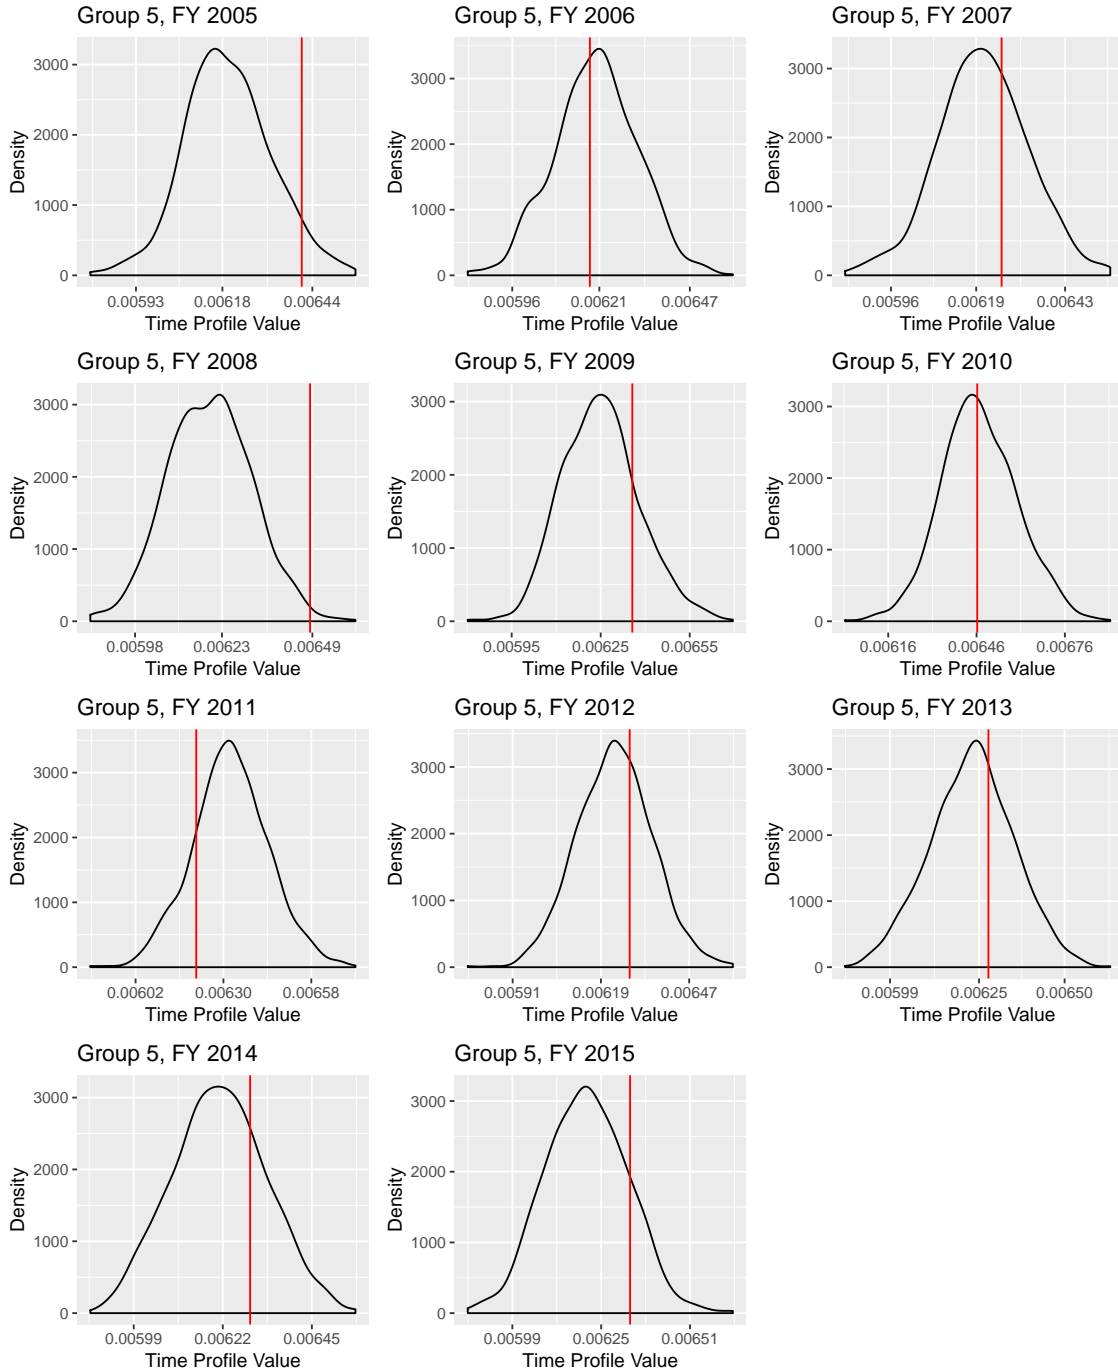 Group 5, FY 2005
Density
3000
2000
1000
0
0.00593 0.00618 0.00644
Time Profile Value
Group 5, FY 2006
Density
3000
2000
1000
0
0.00596 0.00621 0.00647
Time Profile Value
Group 5, FY 2007
Density
3000
2000
1000
0
0.00596 0.00619 0.00643
Time Profile Value
Group 5, FY 2008
Density
3000
2000
1000
0
0.00598 0.00623 0.00649
Time Profile Value
Group 5, FY 2009
Density
3000
2000
1000
0
0.00595 0.00625 0.00655
Time Profile Value
Group 5, FY 2010
Density
3000
2000
1000
0
0.00616 0.00646 0.00676
Time Profile Value
Group 5, FY 2011
Density
3000
2000
1000
0
0.00602 0.00630 0.00658
Time Profile Value
Group 5, FY 2012
Density
3000
2000
1000
0
0.00591 0.00619 0.00647
Time Profile Value
Group 5, FY 2013
Density
3000
2000
1000
0
0.00599 0.00625 0.00650
Time Profile Value
Group 5, FY 2014
Density
3000
2000
1000
0
0.00599 0.00622 0.00645
Time Profile Value
Group 5, FY 2015
Density
3000
2000
1000
0
0.00599 0.00625 0.00651
Time Profile Value